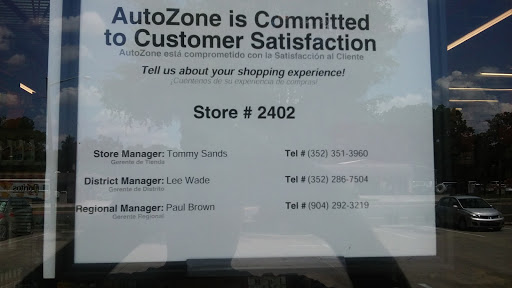 AutoZone is Committed
to Customer Satisfaction
AutoZone está comprometido con la Satisfacción al Cliente
Tell us about your shopping experience!
¡Cuéntenos de su experiencia de compras!
Store # 2402
Store Manager: Tommy Sands Tel # (352) 351-3960
Gerente de Tienda
District Manager: Lee Wade Tel # (352) 286-7504
Gerente de Distrito
Regional Manager: Paul Brown Tel # (904) 292-3219
Gerente Regional